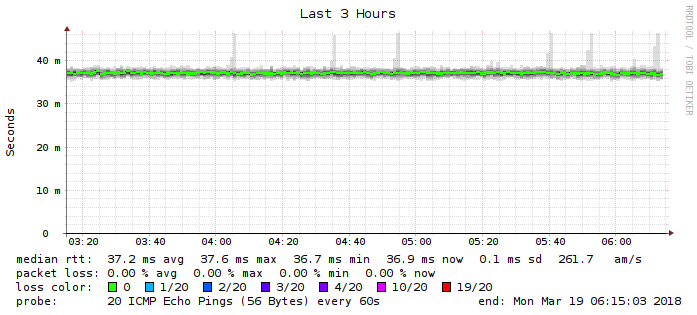 Last 3 Hours
RRDTOOL / TOBI OETIKER
Seconds
40 m
30 m
20 m
10 m
0
03:20 03:40 04:00 04:20 04:40 05:00 05:20 05:40 06:00
median rtt: 37.2 ms avg 37.6 ms max 36.7 ms min 36.9 ms now 0.1 ms sd 261.7 am/s
packet loss: 0.00 % avg 0.00 % max 0.00 % min 0.00 % now
loss color: 0 1/20 2/20 3/20 4/20 10/20 19/20
probe: 20 ICMP Echo Pings (56 Bytes) every 60s end: Mon Mar 19 06:15:03 2018